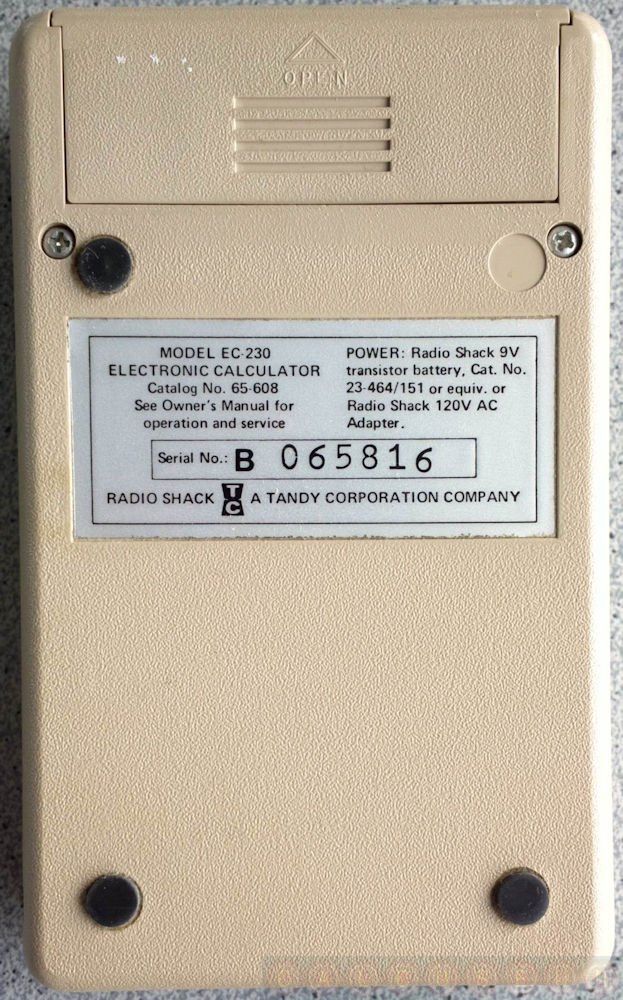 OPEN
MODEL EC-230
ELECTRONIC CALCULATOR
Catalog No. 65-608
See Owner's Manual for
operation and service
POWER: Radio Shack 9V
transistor battery, Cat. No.
23-464/151 or equiv. or
Radio Shack 120V AC
Adapter.
Serial No.: B 065816
RADIO SHACK TC A TANDY CORPORATION COMPANY